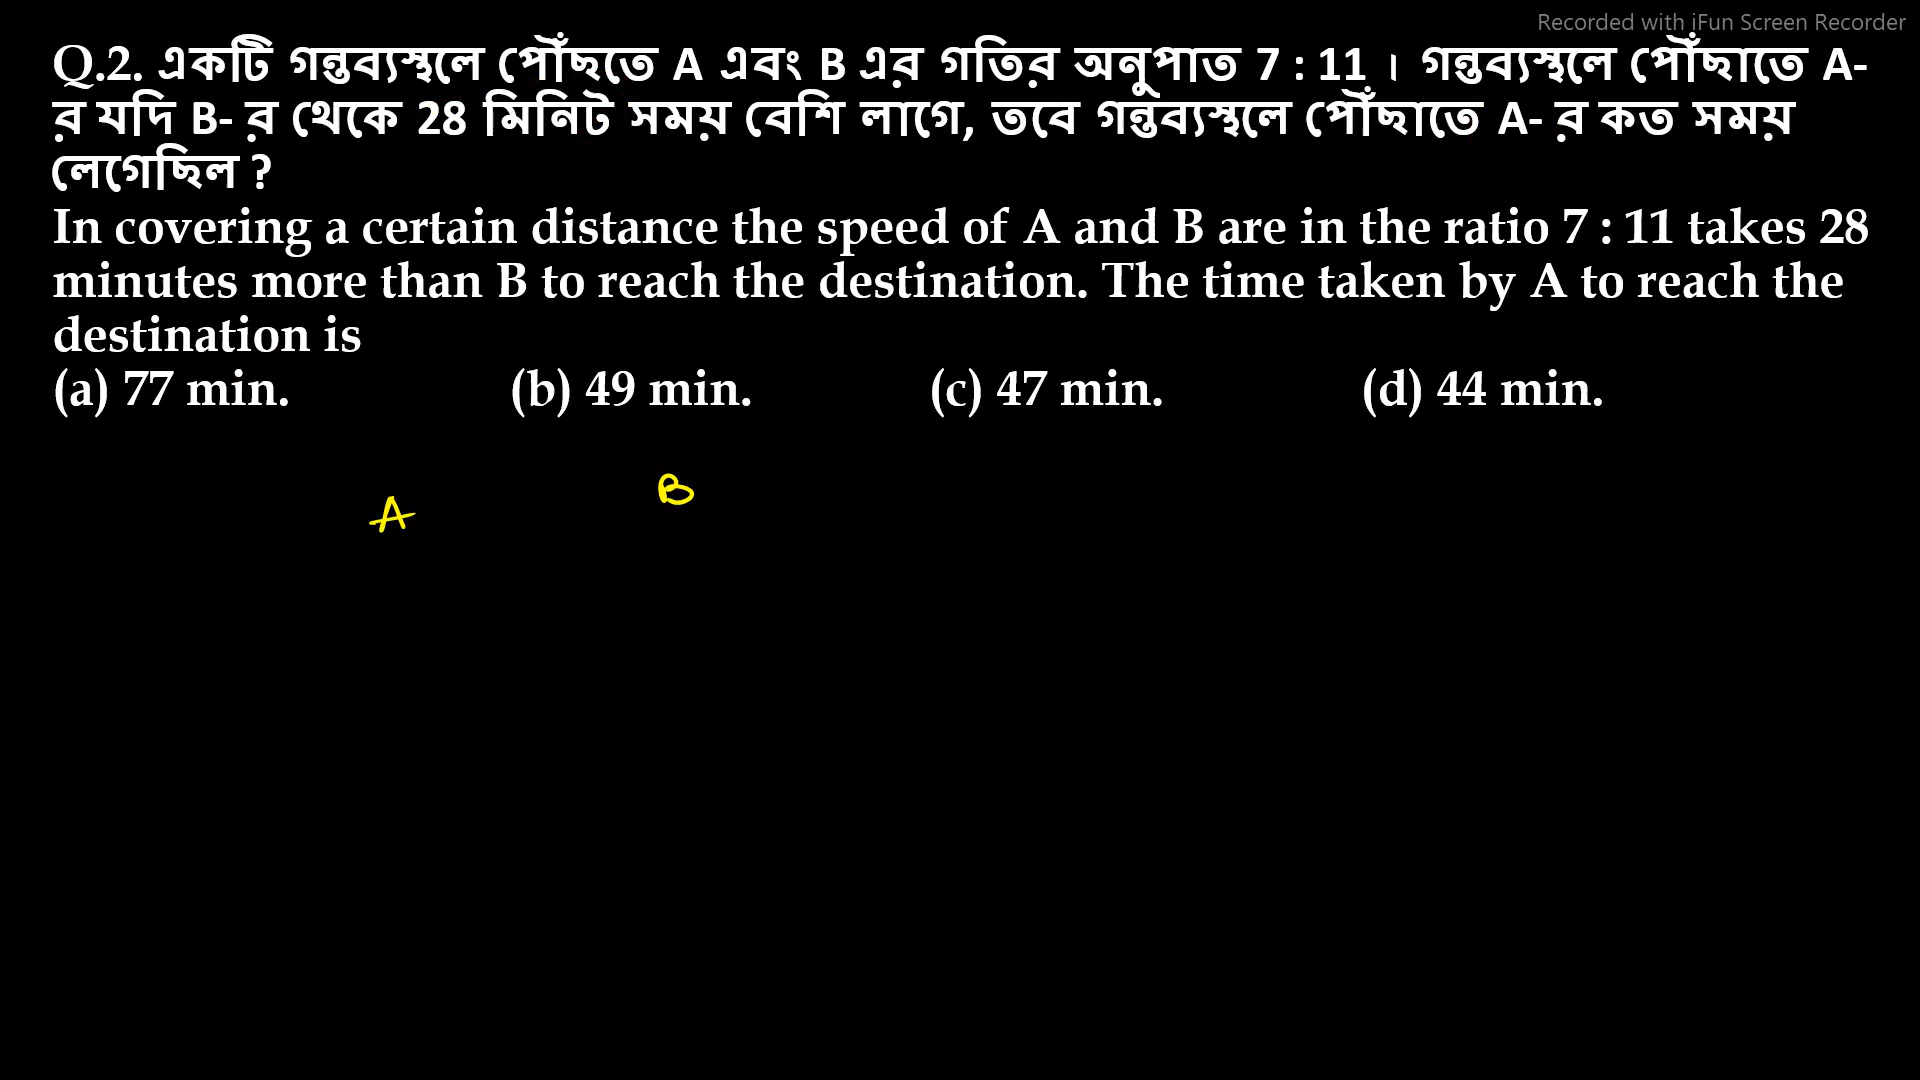 Recorded with iFun Screen Recorder
Q.2. একটি গন্তব্যস্থলে পৌঁছতে A এবং B এর গতির অনুপাত 7 : 11 । গন্তব্যস্থলে পৌঁছাতে A-
র যদি B- র থেকে 28 মিনিট সময় বেশি লাগে, তবে গন্তব্যস্থলে পৌঁছাতে A- র কত সময়
লেগেছিল ?
In covering a certain distance the speed of A and B are in the ratio 7 : 11 takes 28
minutes more than B to reach the destination. The time taken by A to reach the
destination is
(a) 77 min. (b) 49 min. (c) 47 min. (d) 44 min.
A B